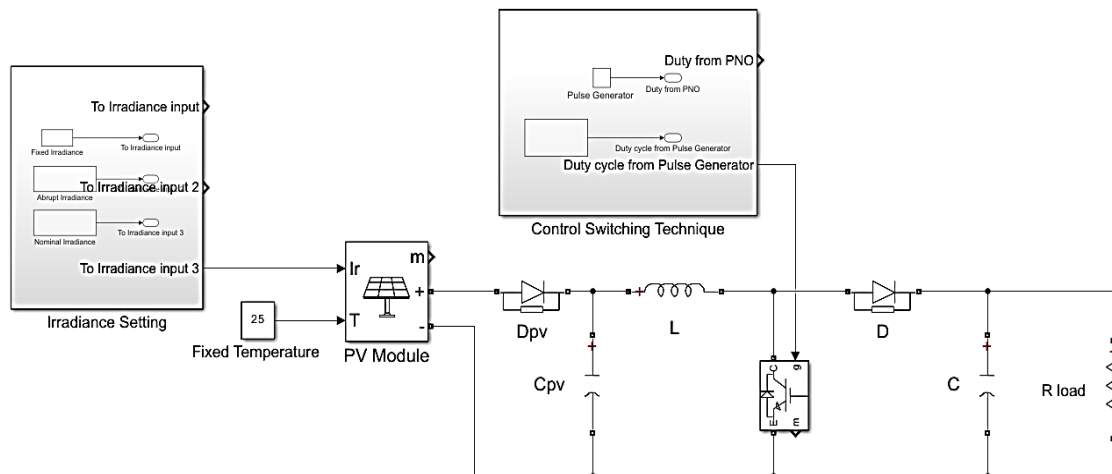 To Irradiance input
Fixed Irradiance
To Irradiance input
To Irradiance input 2
Abrupt Irradiance
Nominal Irradiance
To Irradiance input 3
To Irradiance input 3
Irradiance Setting
25
Fixed Temperature
Ir
T
m
+
-
PV Module
Duty from PNO
Pulse Generator
Duty from PNO
Duty cycle from Pulse Generator
Duty cycle from Pulse Generator
Control Switching Technique
Dpv
+
Cpv
+
L
C
g
E
m
D
+
C
R load